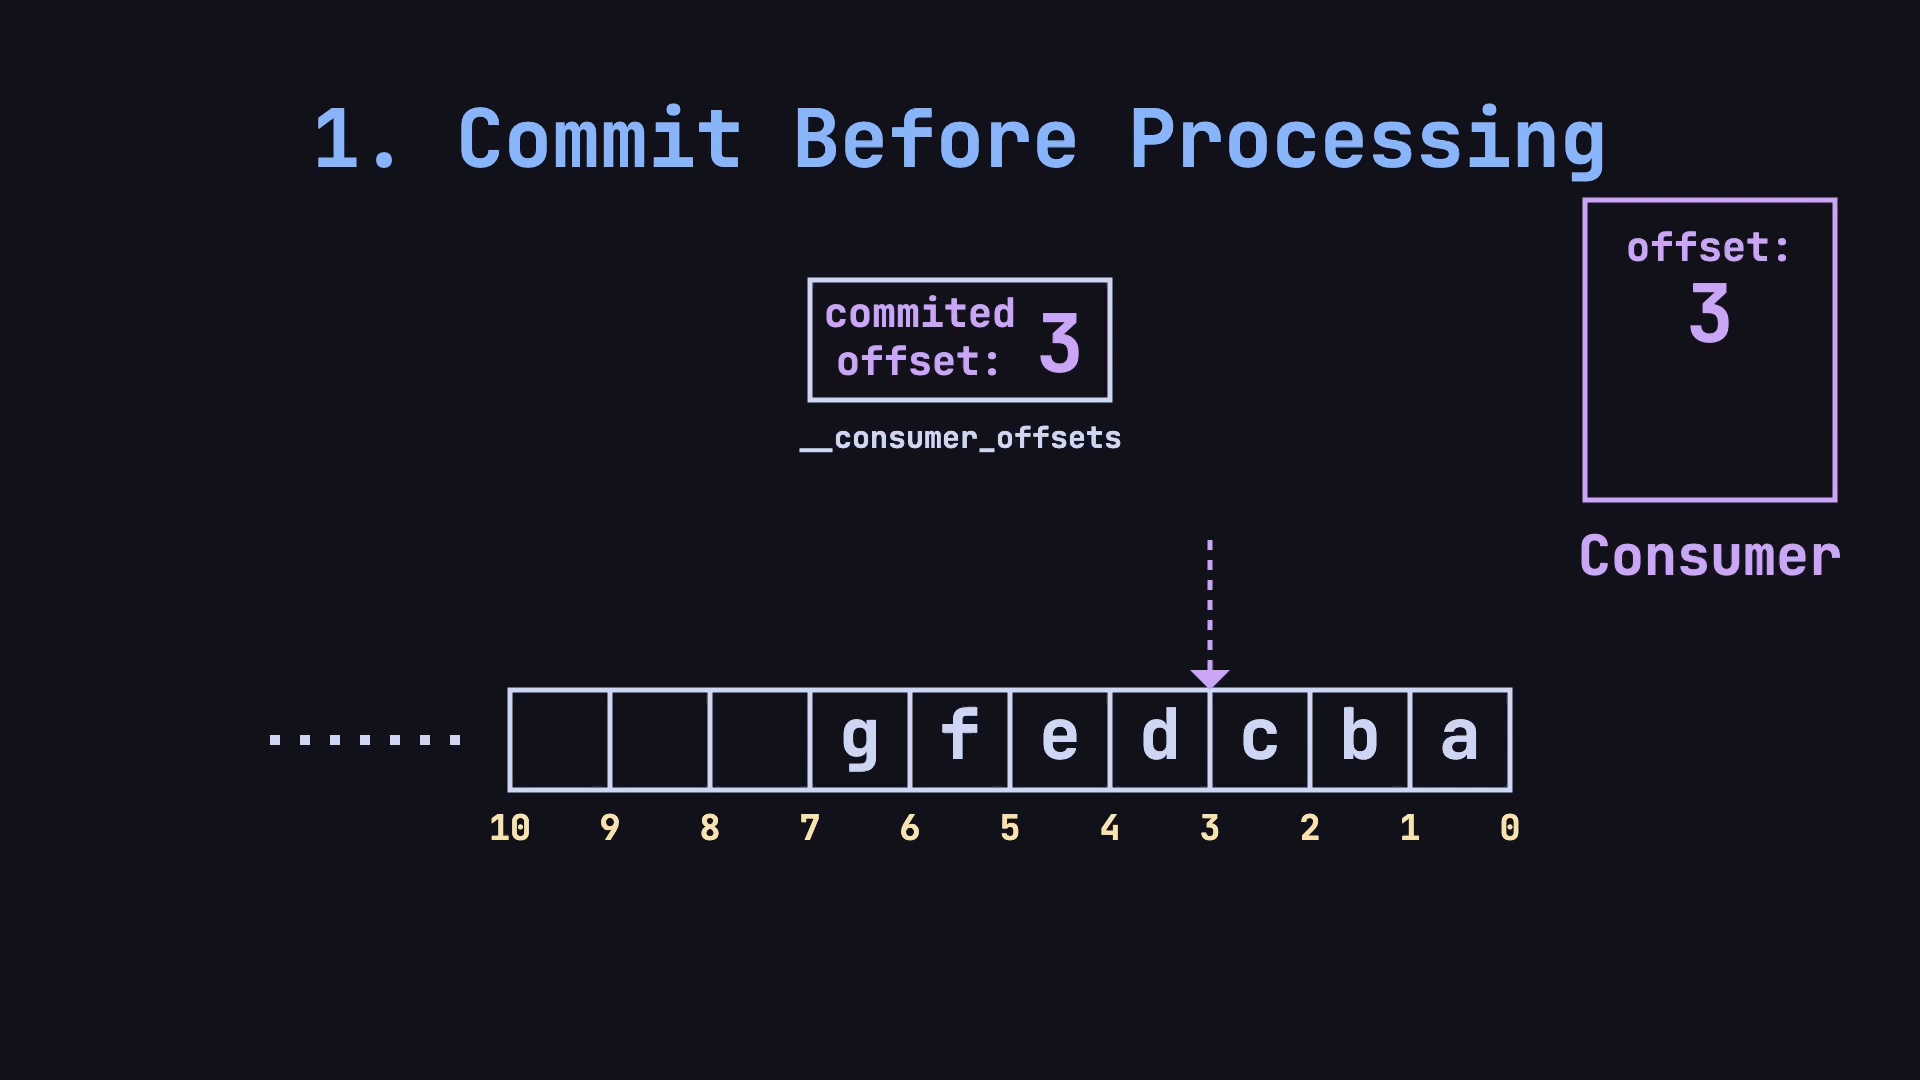 1. Commit Before Processing
commited
offset:
3
__consumer_offsets
offset:
3
Consumer
g f e d c b a
10 9 8 7 6 5 4 3 2 1 0